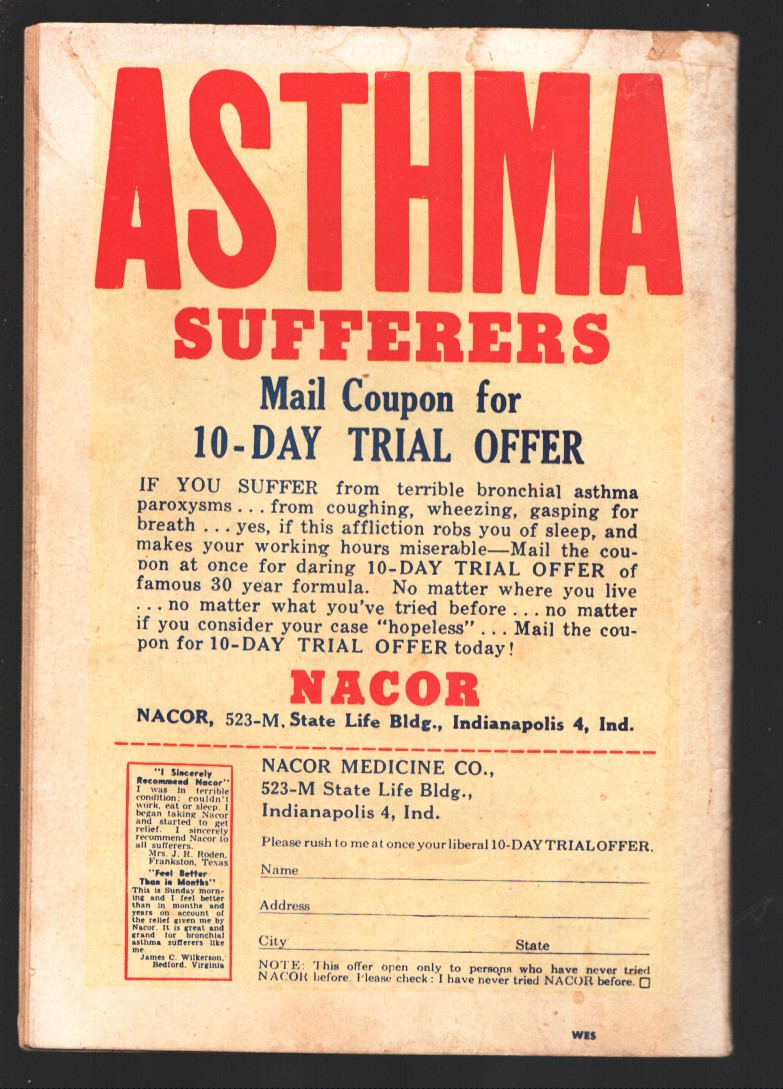 ASTHMA
SUFFERERS
Mail Coupon for
10-DAY TRIAL OFFER
IF YOU SUFFER from terrible bronchial asthma
paroxysms . . . from coughing, wheezing, gasping for
breath . . . yes, if this affliction robs you of sleep, and
makes your working hours miserable—Mail the cou-
pon at once for daring 10-DAY TRIAL OFFER of
famous 30 year formula. No matter where you live
. . . no matter what you've tried before . . . no matter
if you consider your case "hopeless" . . . Mail the cou-
pon for 10-DAY TRIAL OFFER today!
NACOR
NACOR, 523-M, State Life Bldg., Indianapolis 4, Ind.
"I Sincerely
Recommend Nacor"
I was in terrible
condition; couldn't
work, eat or sleep. I
began taking Nacor
and started to get
relief. I sincerely
recommend Nacor to
all sufferers.
Mrs. J. R. Roden,
Frankston, Texas
"Feel Better
Than in Months"
This is Sunday morn-
ing and I feel better
than in months and
years on account of
the relief given me by
Nacor. It is great and
grand for bronchial
asthma sufferers like
me.
James C. Wilkerson,
Bedford, Virginia
NACOR MEDICINE CO.,
523-M State Life Bldg.,
Indianapolis 4, Ind.
Please rush to me at once your liberal 10-DAY TRIAL OFFER.
Name
Address
City State
NOTE: This offer open only to persons who have never tried
NACOR before. Please check: I have never tried NACOR before. ☐
WES